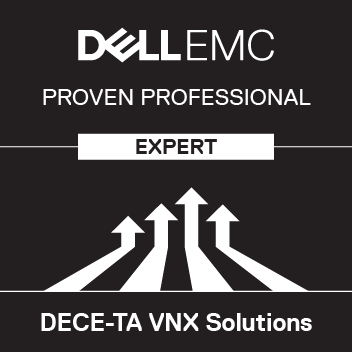 DELLEMC
PROVEN PROFESSIONAL
EXPERT
DECE-TA VNX Solutions